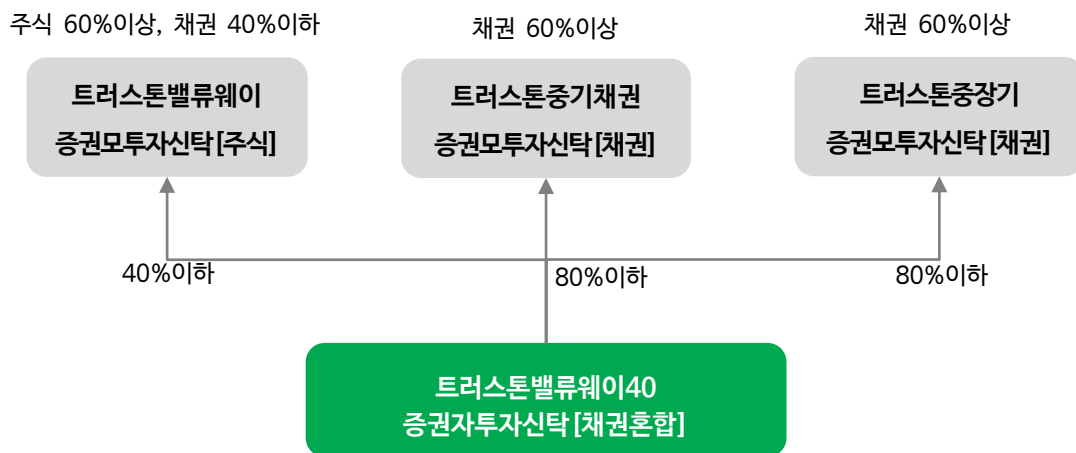 주식 60%이상, 채권 40%이하
채권 60%이상
채권 60%이상
트러스톤밸류웨이
증권모투자신탁[주식]
트러스톤중기채권
증권모투자신탁[채권]
트러스톤중장기
증권모투자신탁[채권]
40%이하
80%이하
80%이하
트러스톤밸류웨이40
증권자투자신탁[채권혼합]